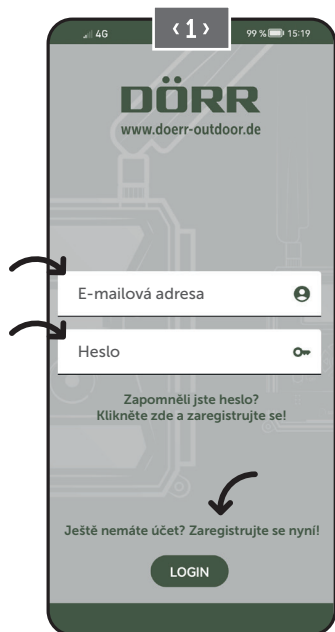 4G
‹ 1 ›
99 % 15:19
DÖRR
www.doerr-outdoor.de
E-mailová adresa
Heslo
Zapomněli jste heslo?
Klikněte zde a zaregistrujte se!
Ještě nemáte účet? Zaregistrujte se nyní!
LOGIN